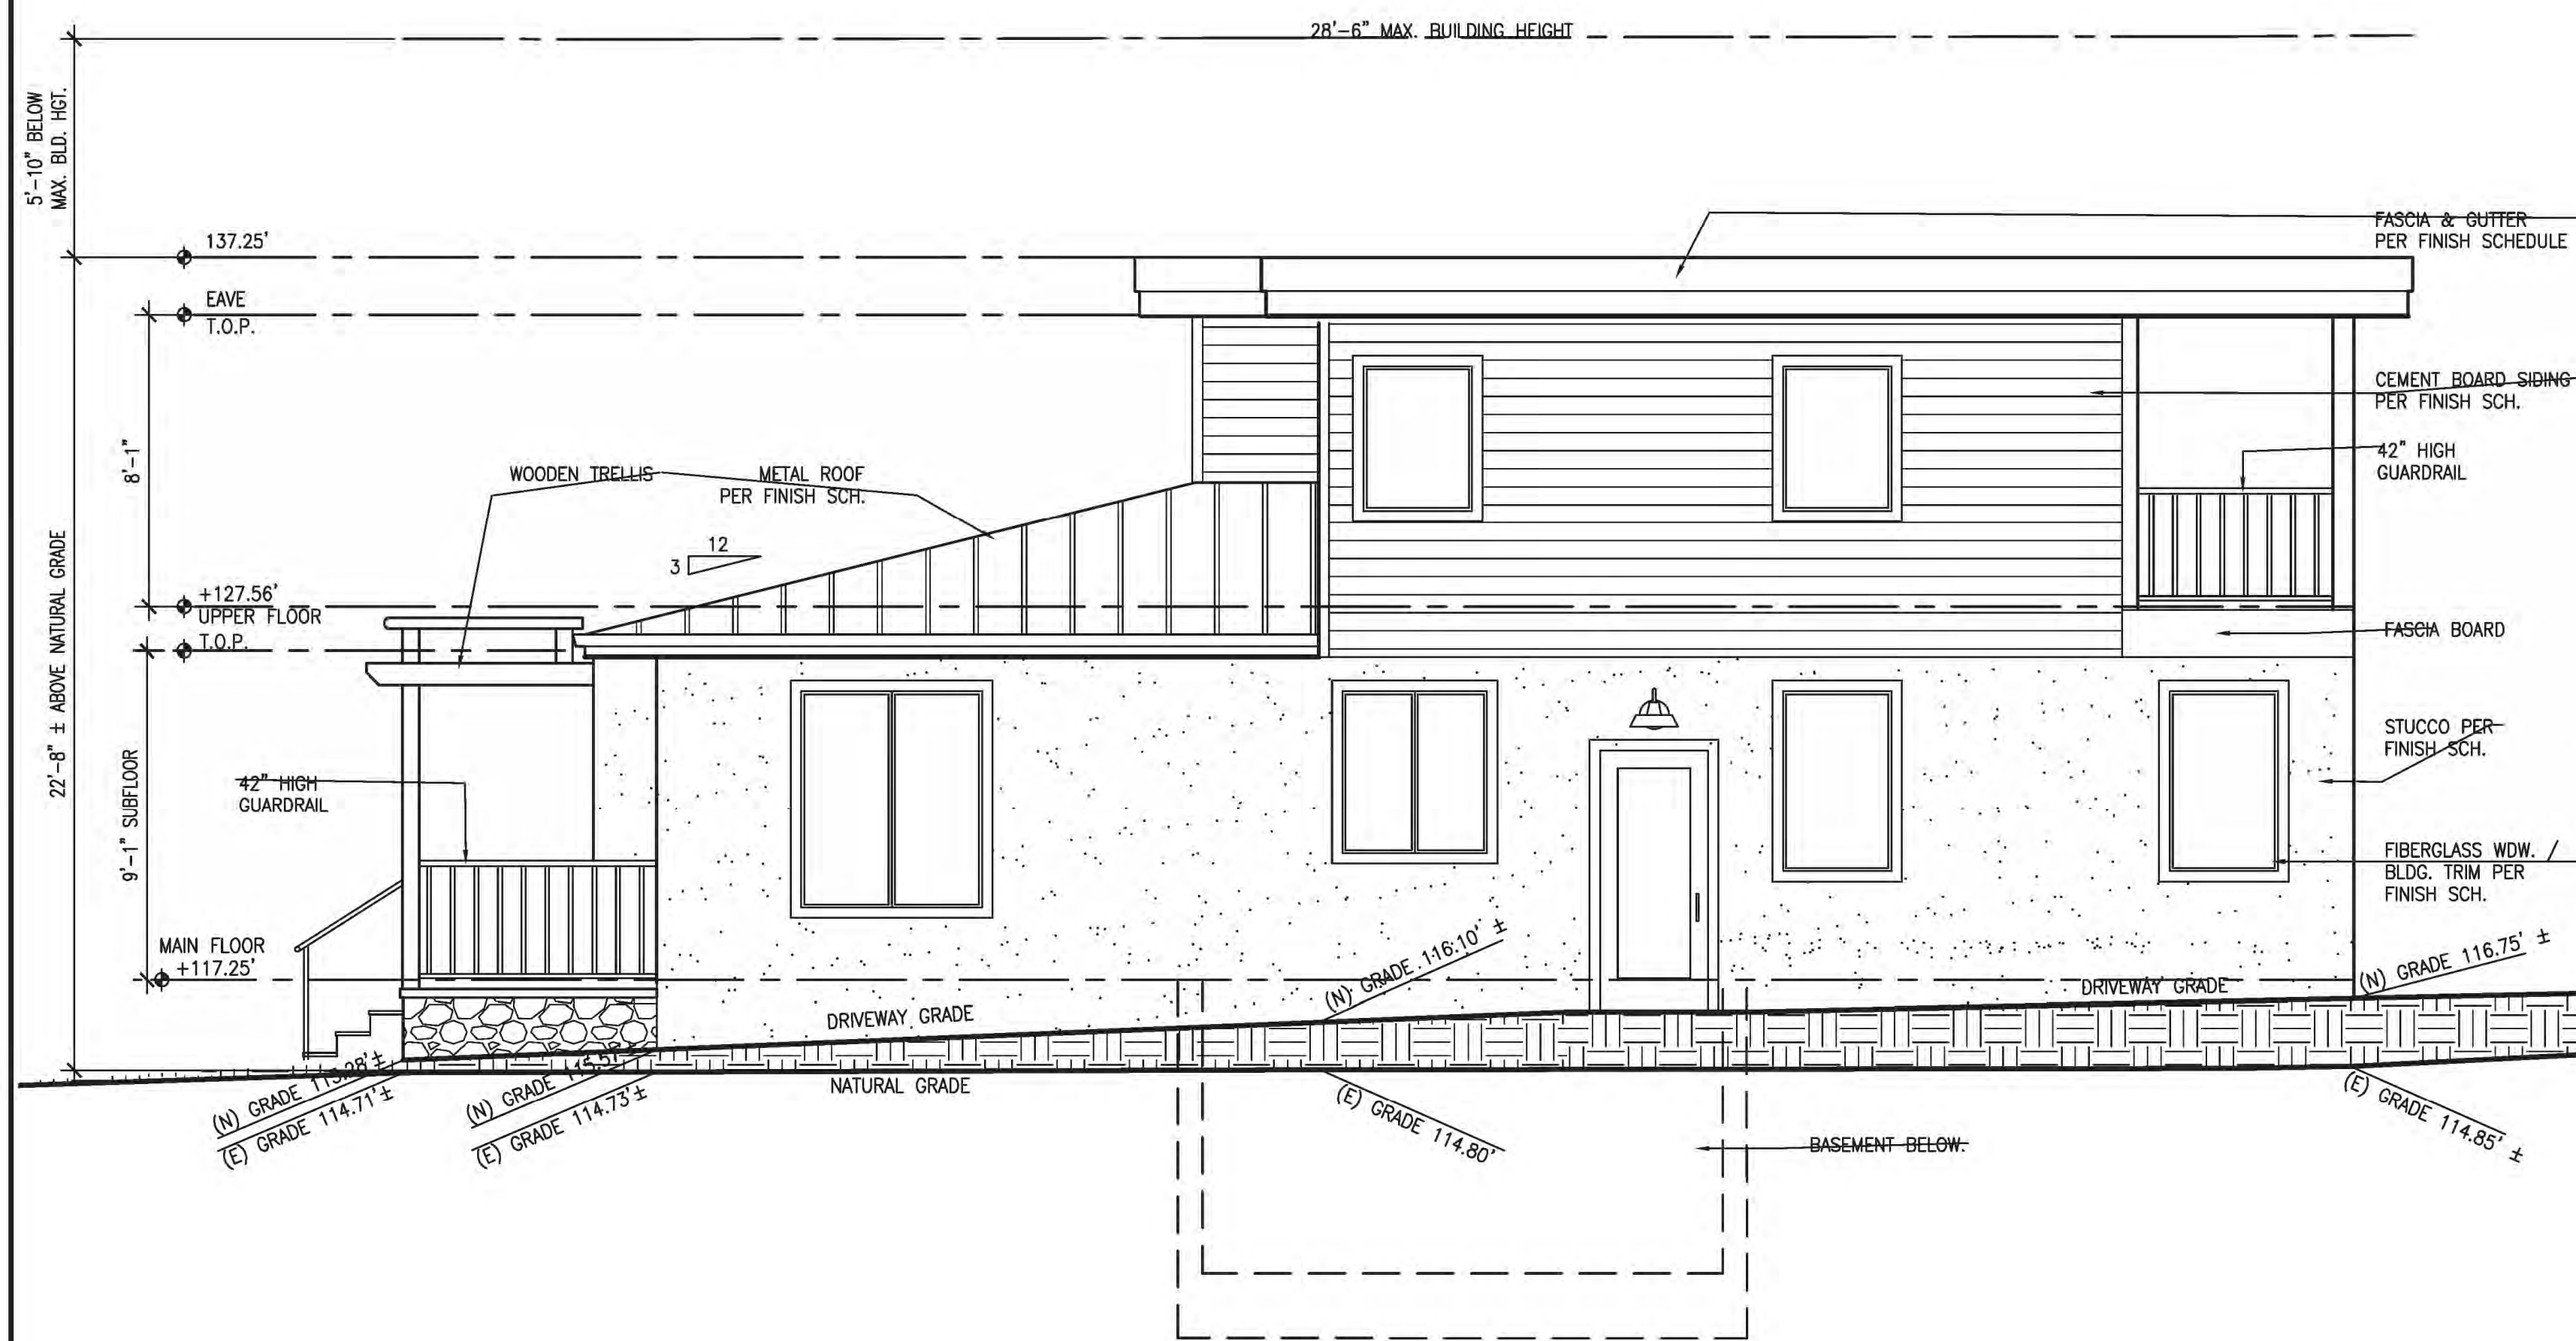 28'-6" MAX. BUILDING HEIGHT
5'-10" BELOW
MAX. BLD. HGT.
137.25'
FASCIA & GUTTER
PER FINISH SCHEDULE
EAVE
T.O.P.
CEMENT BOARD SIDING
PER FINISH SCH.
8'-1"
42" HIGH
GUARDRAIL
WOODEN TRELLIS
METAL ROOF
PER FINISH SCH.
12
3
22'-8" ± ABOVE NATURAL GRADE
+127.56'
UPPER FLOOR
T.O.P.
FASCIA BOARD
STUCCO PER
FINISH SCH.
9'-1" SUBFLOOR
42" HIGH
GUARDRAIL
FIBERGLASS WDW. /
BLDG. TRIM PER
FINISH SCH.
MAIN FLOOR
+117.25'
(N) GRADE 116.10' ±
(N) GRADE 116.75' ±
DRIVEWAY GRADE
DRIVEWAY GRADE
(N) GRADE 115.28'±
(E) GRADE 114.71'±
(N) GRADE
(E) GRADE 114.73'±
NATURAL GRADE
(E) GRADE 114.80'
(E) GRADE 114.85' ±
BASEMENT BELOW.